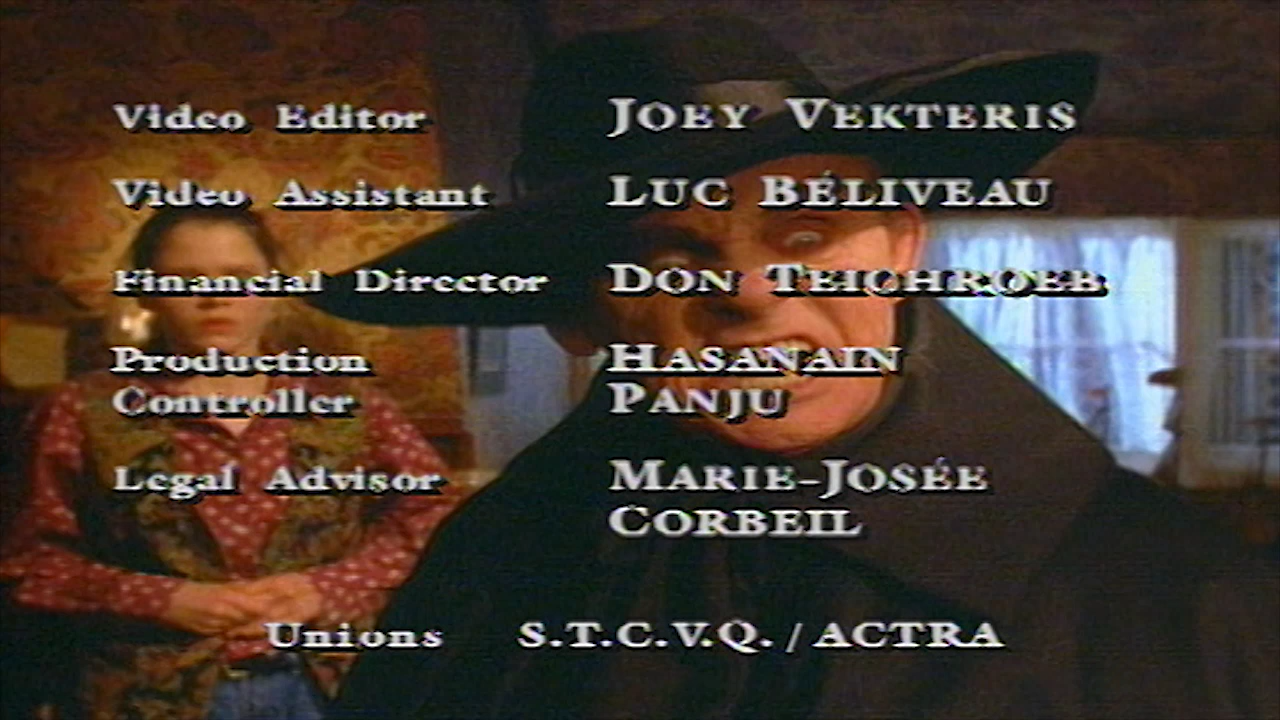 Video Editor JOEY VEKTERIS
Video Assistant LUC BÉLIVEAU
Financial Director DON TEICHROEB
Production HASANAIN
Controller PANJU
Legal Advisor MARIE-JOSÉE
CORBEIL
Unions S.T.C.V.Q. / ACTRA